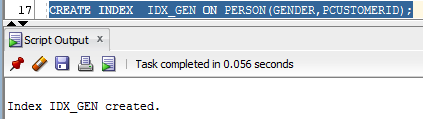 17 CREATE INDEX IDX_GEN ON PERSON(GENDER,PCUSTOMERID);
Script Output x
Task completed in 0.056 seconds
Index IDX_GEN created.